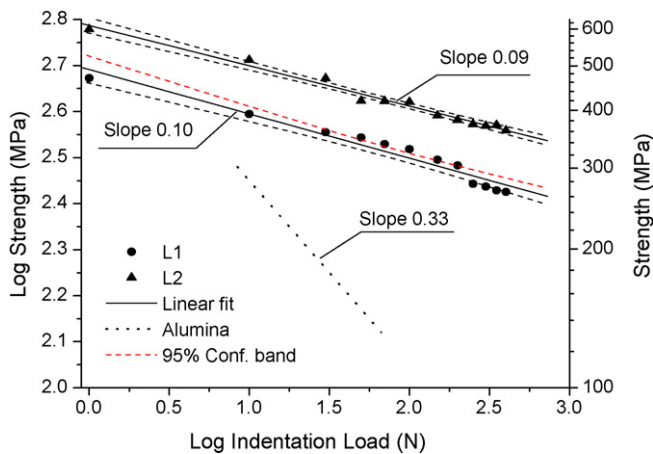 2.8
2.7
2.6
2.5
2.4
2.3
2.2
2.1
2.0
Log Strength (MPa)
600
500
400
300
200
100
Strength (MPa)
Slope 0.09
Slope 0.10
Slope 0.33
L1
L2
Linear fit
Alumina
95% Conf. band
0.0 0.5 1.0 1.5 2.0 2.5 3.0
Log Indentation Load (N)